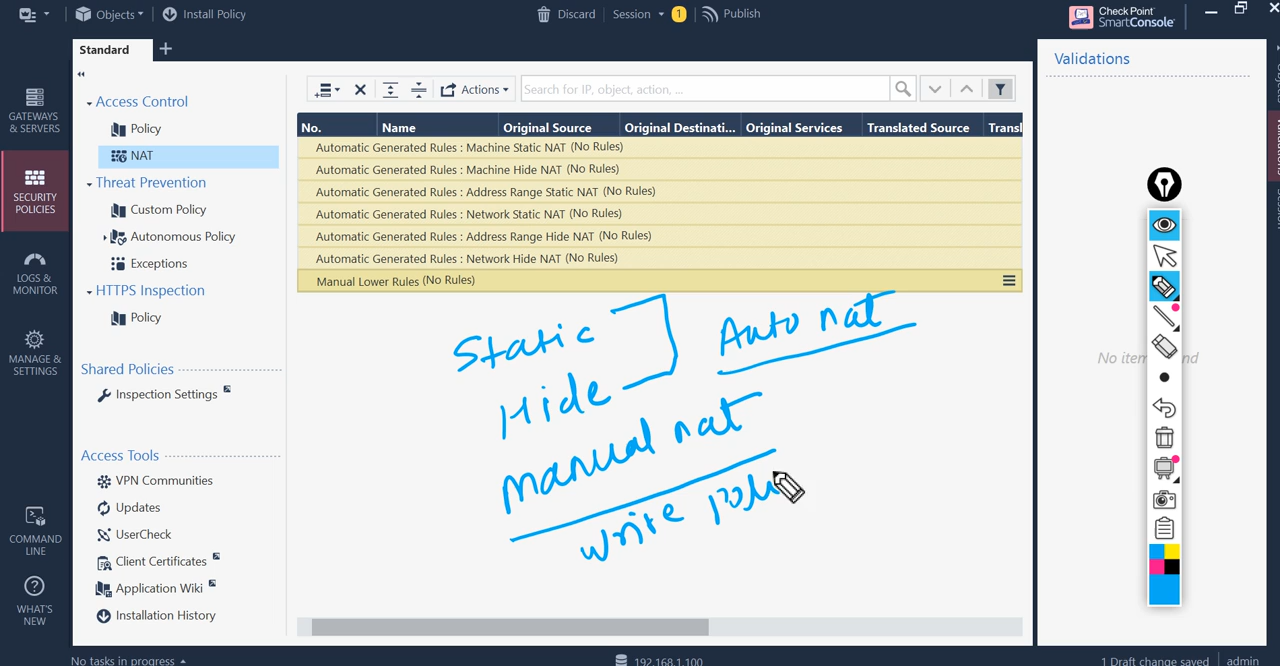 Objects
Install Policy
Discard
Session
1
Publish
Check Point
SmartConsole
Standard
Validations
GATEWAYS
& SERVERS
SECURITY
POLICIES
LOGS &
MONITOR
MANAGE &
SETTINGS
COMMAND
LINE
WHAT'S
NEW
Access Control
Policy
NAT
Threat Prevention
Custom Policy
Autonomous Policy
Exceptions
HTTPS Inspection
Policy
Shared Policies
Inspection Settings
Access Tools
VPN Communities
Updates
UserCheck
Client Certificates
Application Wiki
Installation History
Actions
Search for IP, object, action, ...
No. Name Original Source Original Destinati... Original Services Translated Source Transl
Automatic Generated Rules : Machine Static NAT (No Rules)
Automatic Generated Rules : Machine Hide NAT (No Rules)
Automatic Generated Rules : Address Range Static NAT (No Rules)
Automatic Generated Rules : Network Static NAT (No Rules)
Automatic Generated Rules : Address Range Hide NAT (No Rules)
Automatic Generated Rules : Network Hide NAT (No Rules)
Manual Lower Rules (No Rules)
Static
Auto nat
Hide
manual nat
write poli
No item nd
No tasks in progress
192.168.1.100
1 Draft change saved
admin